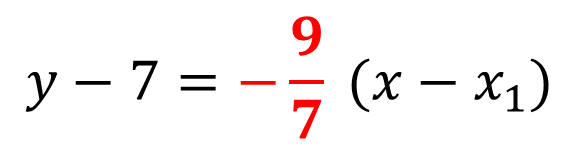 y − 7 = −9/7 (x − x₁)